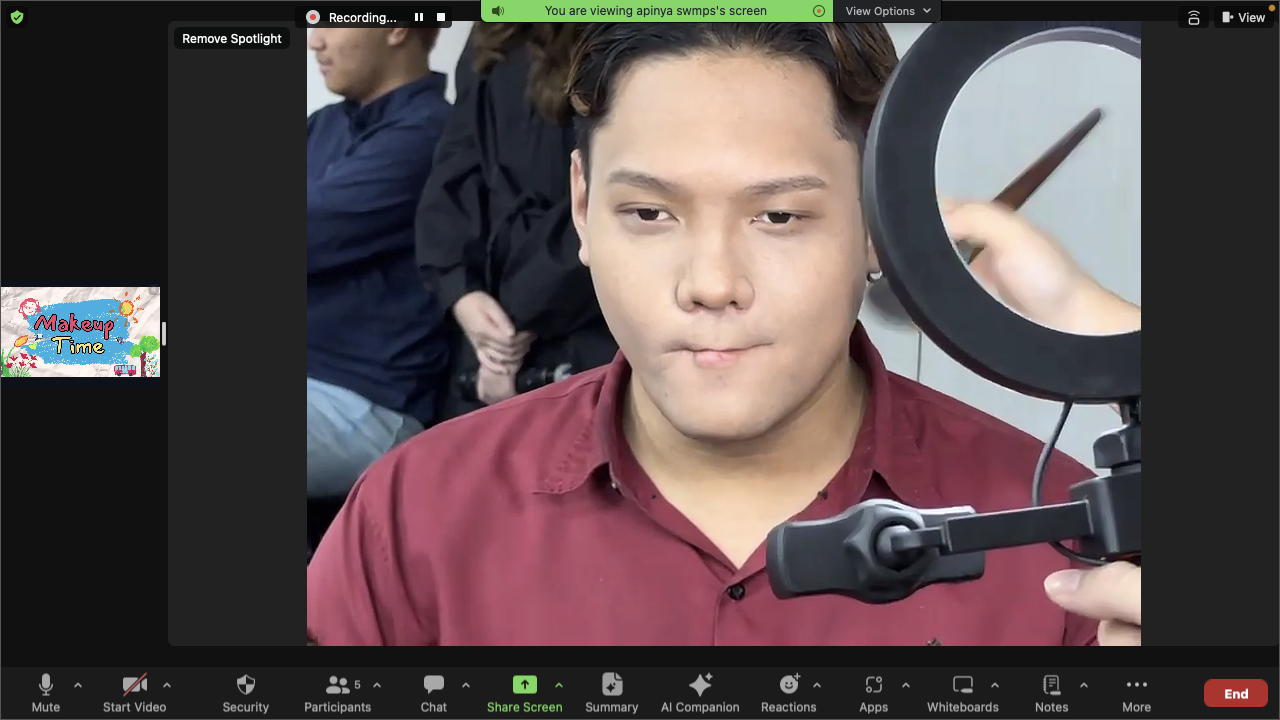 Recording...
You are viewing apinya swmps's screen
View Options
View
Remove Spotlight
Makeup
Time
Mute
Start Video
Security
5
Participants
Chat
Share Screen
Summary
AI Companion
Reactions
Apps
Whiteboards
Notes
More
End